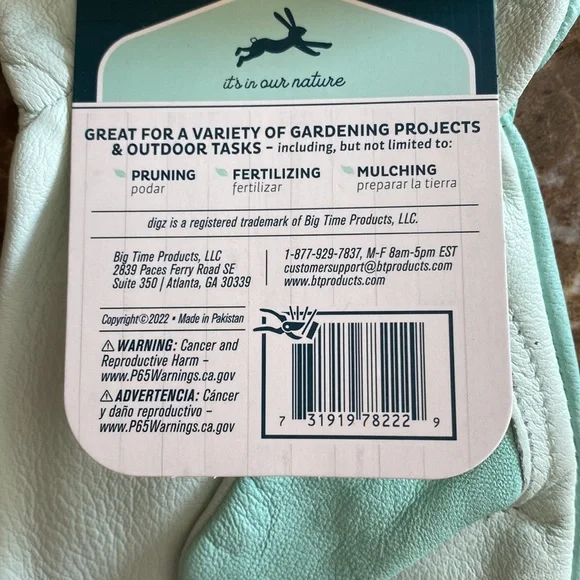 it's in our nature
GREAT FOR A VARIETY OF GARDENING PROJECTS
& OUTDOOR TASKS – including, but not limited to:
PRUNING FERTILIZING MULCHING
podar fertilizar preparar la tierra
digz is a registered trademark of Big Time Products, LLC.
Big Time Products, LLC
2839 Paces Ferry Road SE
Suite 350 | Atlanta, GA 30339
1-877-929-7837, M-F 8am-5pm EST
customersupport@btproducts.com
www.btproducts.com
Copyright©2022 • Made in Pakistan
⚠ WARNING: Cancer and
Reproductive Harm –
www.P65Warnings.ca.gov
⚠ ADVERTENCIA: Cáncer
y daño reproductivo –
www.P65Warnings.ca.gov
7 31919 78222 9